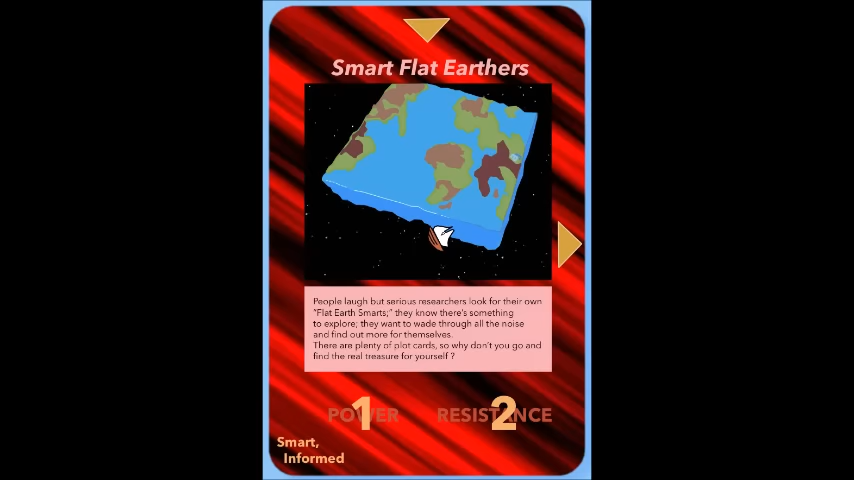 Smart Flat Earthers
People laugh but serious researchers look for their own
“Flat Earth Smarts;” they know there’s something
to explore; they want to wade through all the noise
and find out more for themselves.
There are plenty of plot cards, so why don’t you go and
find the real treasure for yourself ?
POWER 1 RESISTANCE 2
Smart,
Informed